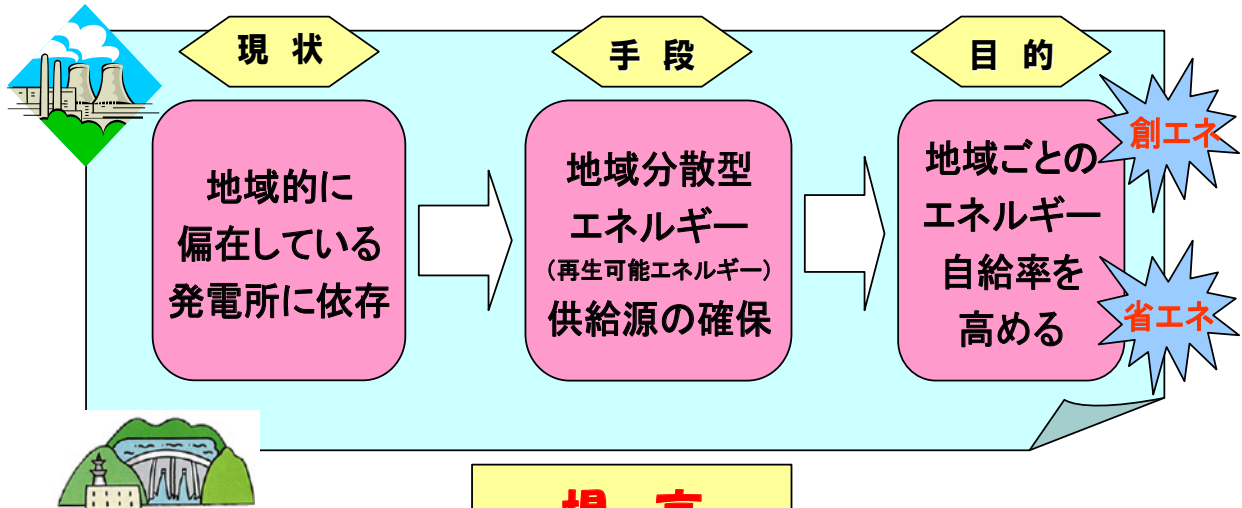 現 状
手 段
目 的
地域的に
偏在している
発電所に依存
地域分散型
エネルギー
(再生可能エネルギー)
供給源の確保
地域ごとの
エネルギー
自給率を
高める
創エネ
省エネ